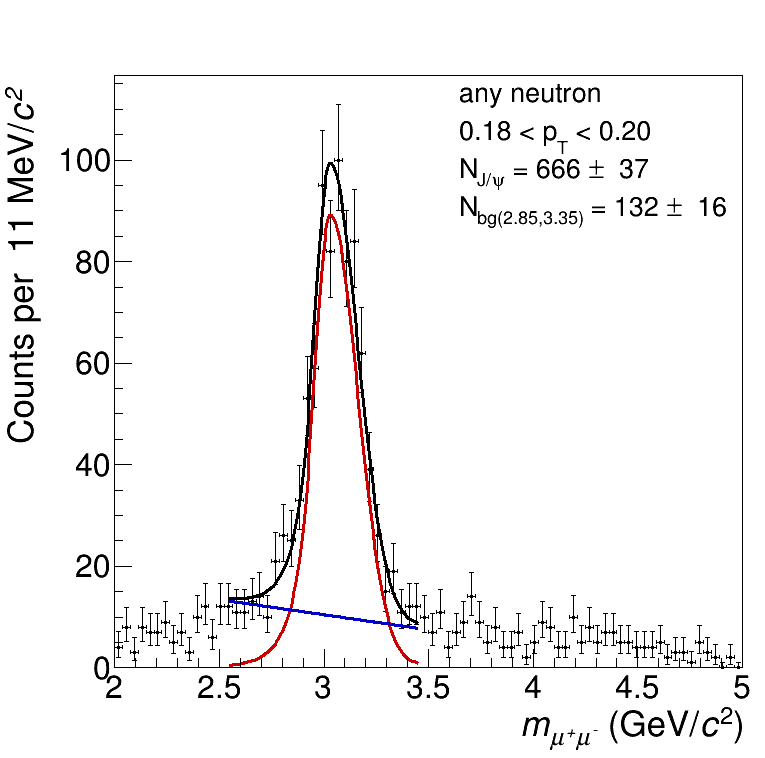 any neutron
0.18 < p_T < 0.20
N_J/ψ = 666 ± 37
N_bg(2.85,3.35) = 132 ± 16
Counts per 11 MeV/c²
100
80
60
40
20
0
2 2.5 3 3.5 4 4.5 5
m_μ⁺μ⁻ (GeV/c²)